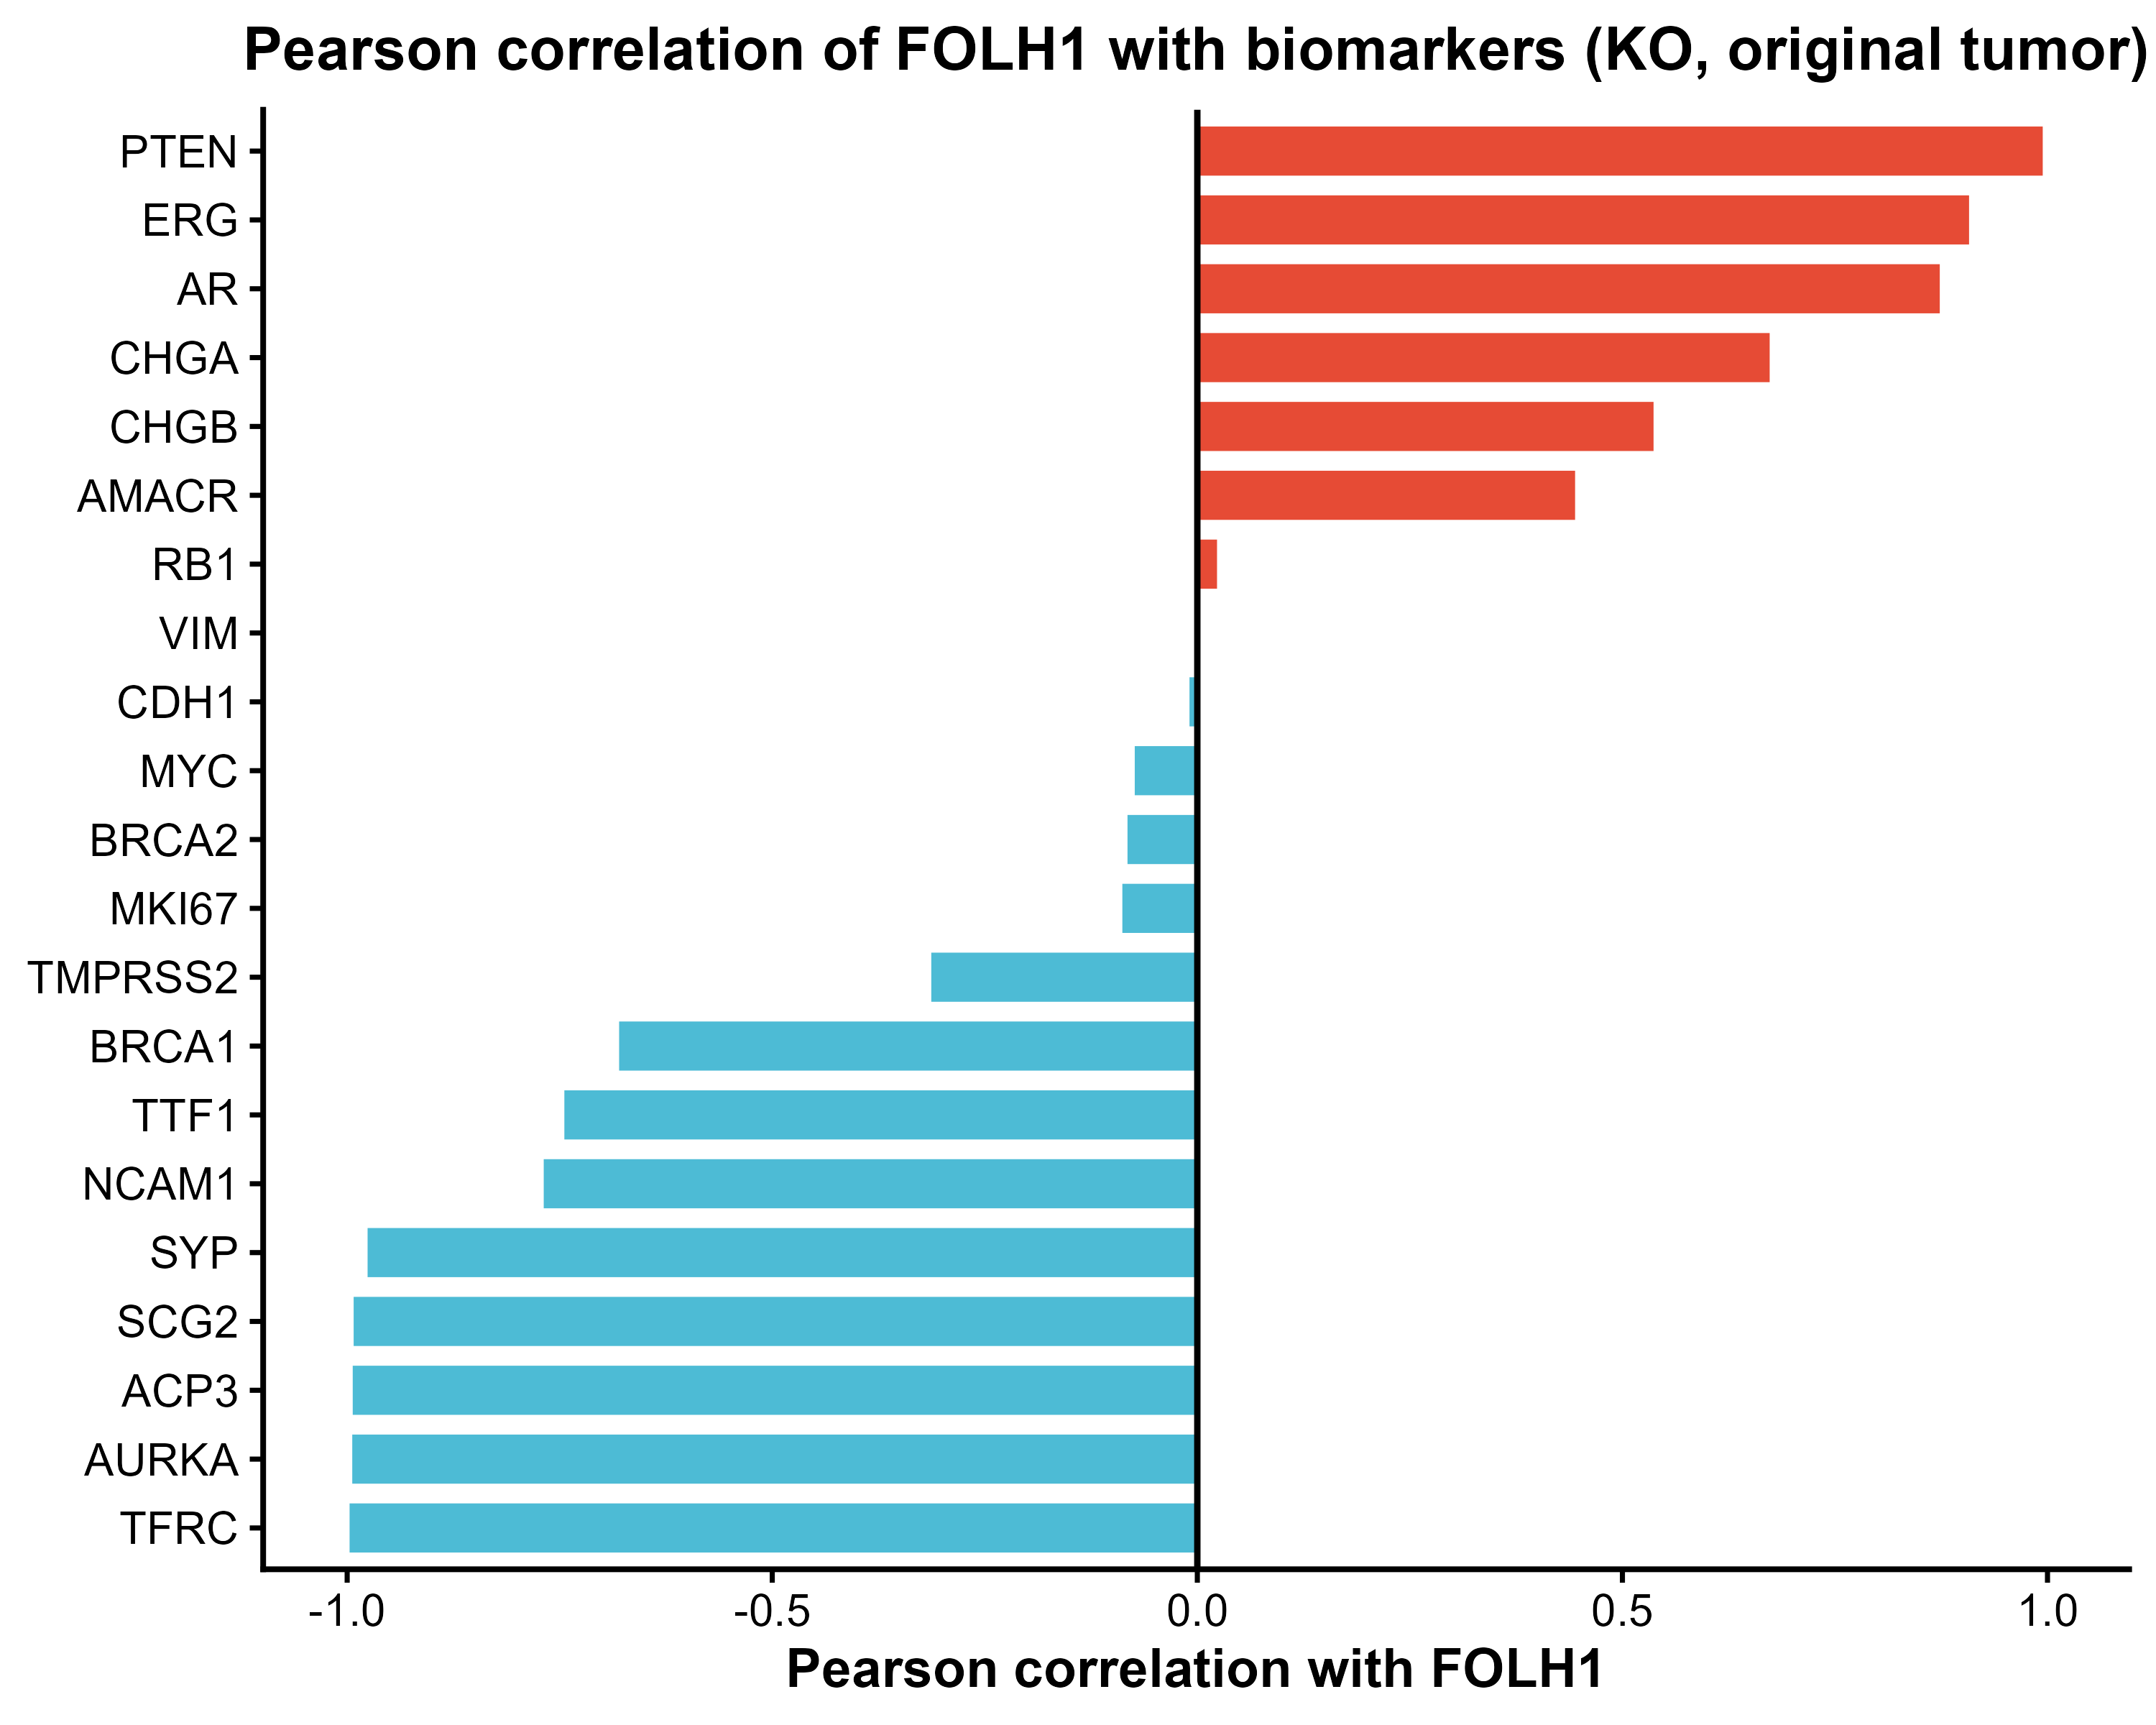 Pearson correlation of FOLH1 with biomarkers (KO, original tumor)
PTEN
ERG
AR
CHGA
CHGB
AMACR
RB1
VIM
CDH1
MYC
BRCA2
MKI67
TMPRSS2
BRCA1
TTF1
NCAM1
SYP
SCG2
ACP3
AURKA
TFRC
-1.0 -0.5 0.0 0.5 1.0
Pearson correlation with FOLH1